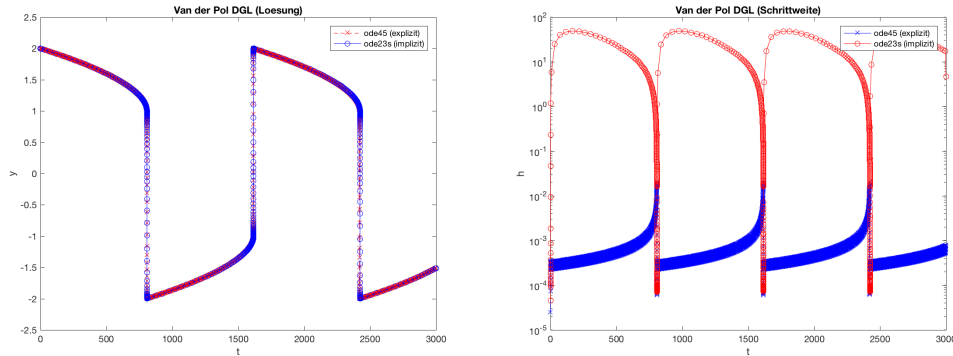 Van der Pol DGL (Loesung)
ode45 (explizit)
ode23s (implizit)
2.5
2
1.5
1
0.5
0
-0.5
-1
-1.5
-2
-2.5
y
0 500 1000 1500 2000 2500 3000
t
Van der Pol DGL (Schrittweite)
ode45 (explizit)
ode23s (implizit)
10^2
10^1
10^0
10^-1
10^-2
10^-3
10^-4
10^-5
h
0 500 1000 1500 2000 2500 3000
t